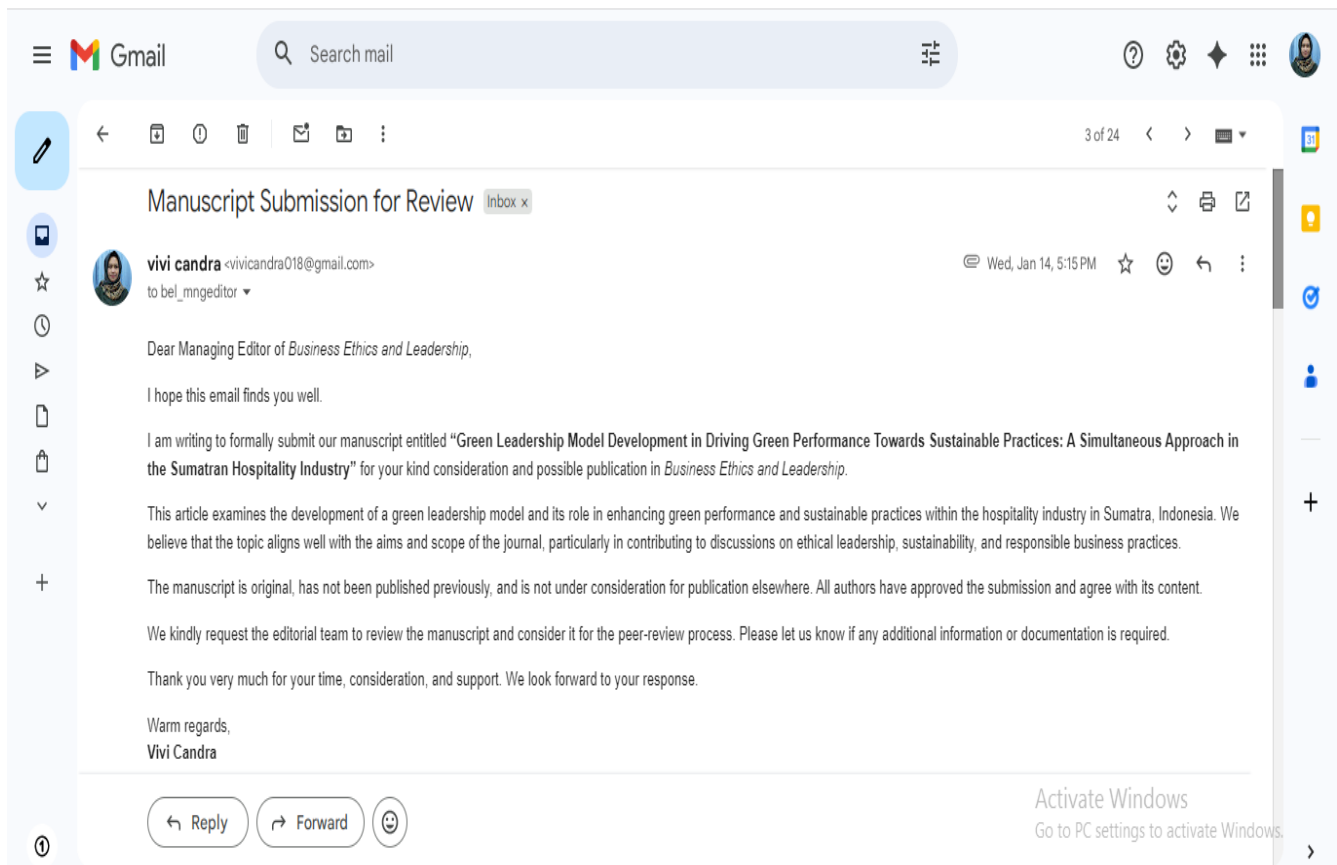 Gmail
Search mail
3 of 24
31
Manuscript Submission for Review Inbox x
vivi candra <vivicandra018@gmail.com>
Wed, Jan 14, 5:15 PM
to bel_mngeditor
Dear Managing Editor of Business Ethics and Leadership,
I hope this email finds you well.
I am writing to formally submit our manuscript entitled “Green Leadership Model Development in Driving Green Performance Towards Sustainable Practices: A Simultaneous Approach in
the Sumatran Hospitality Industry” for your kind consideration and possible publication in Business Ethics and Leadership.
This article examines the development of a green leadership model and its role in enhancing green performance and sustainable practices within the hospitality industry in Sumatra, Indonesia. We
believe that the topic aligns well with the aims and scope of the journal, particularly in contributing to discussions on ethical leadership, sustainability, and responsible business practices.
The manuscript is original, has not been published previously, and is not under consideration for publication elsewhere. All authors have approved the submission and agree with its content.
We kindly request the editorial team to review the manuscript and consider it for the peer-review process. Please let us know if any additional information or documentation is required.
Thank you very much for your time, consideration, and support. We look forward to your response.
Warm regards,
Vivi Candra
Reply
Forward
Activate Windows
Go to PC settings to activate Windows.
1